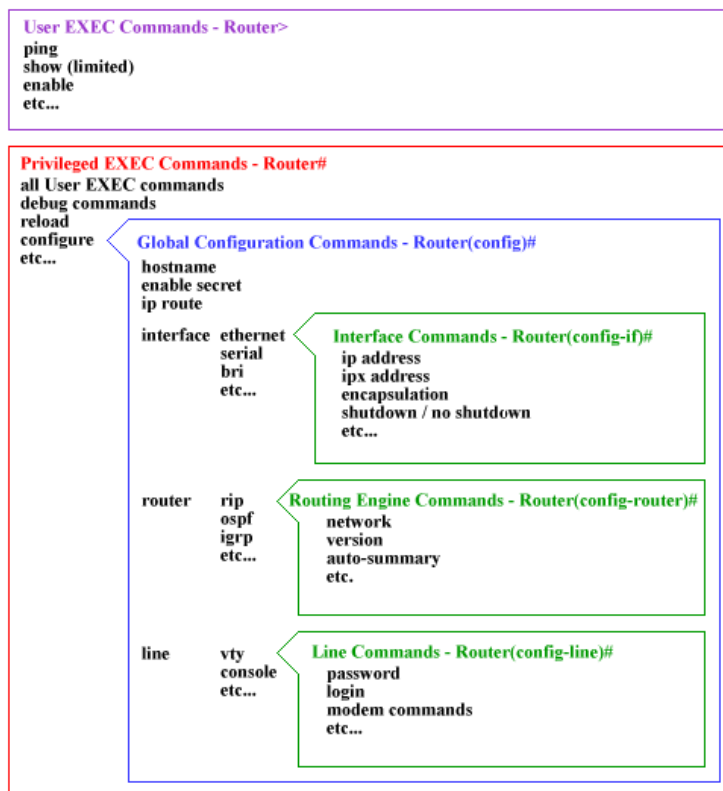 User EXEC Commands - Router>
ping
show (limited)
enable
etc...
Privileged EXEC Commands - Router#
all User EXEC commands
debug commands
reload
configure
etc...
Global Configuration Commands - Router(config)#
hostname
enable secret
ip route
interface ethernet
serial
bri
etc...
Interface Commands - Router(config-if)#
ip address
ipx address
encapsulation
shutdown / no shutdown
etc...
router rip
ospf
igrp
etc...
Routing Engine Commands - Router(config-router)#
network
version
auto-summary
etc.
line vty
console
etc...
Line Commands - Router(config-line)#
password
login
modem commands
etc...